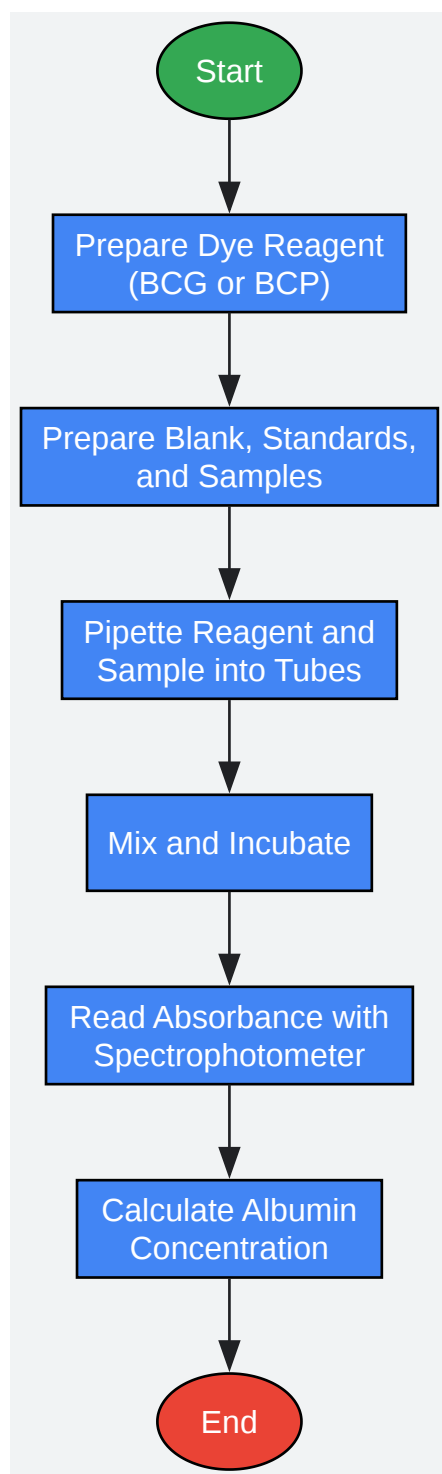 Start
Prepare Dye Reagent
(BCG or BCP)
Prepare Blank, Standards,
and Samples
Pipette Reagent and
Sample into Tubes
Mix and Incubate
Read Absorbance with
Spectrophotometer
Calculate Albumin
Concentration
End